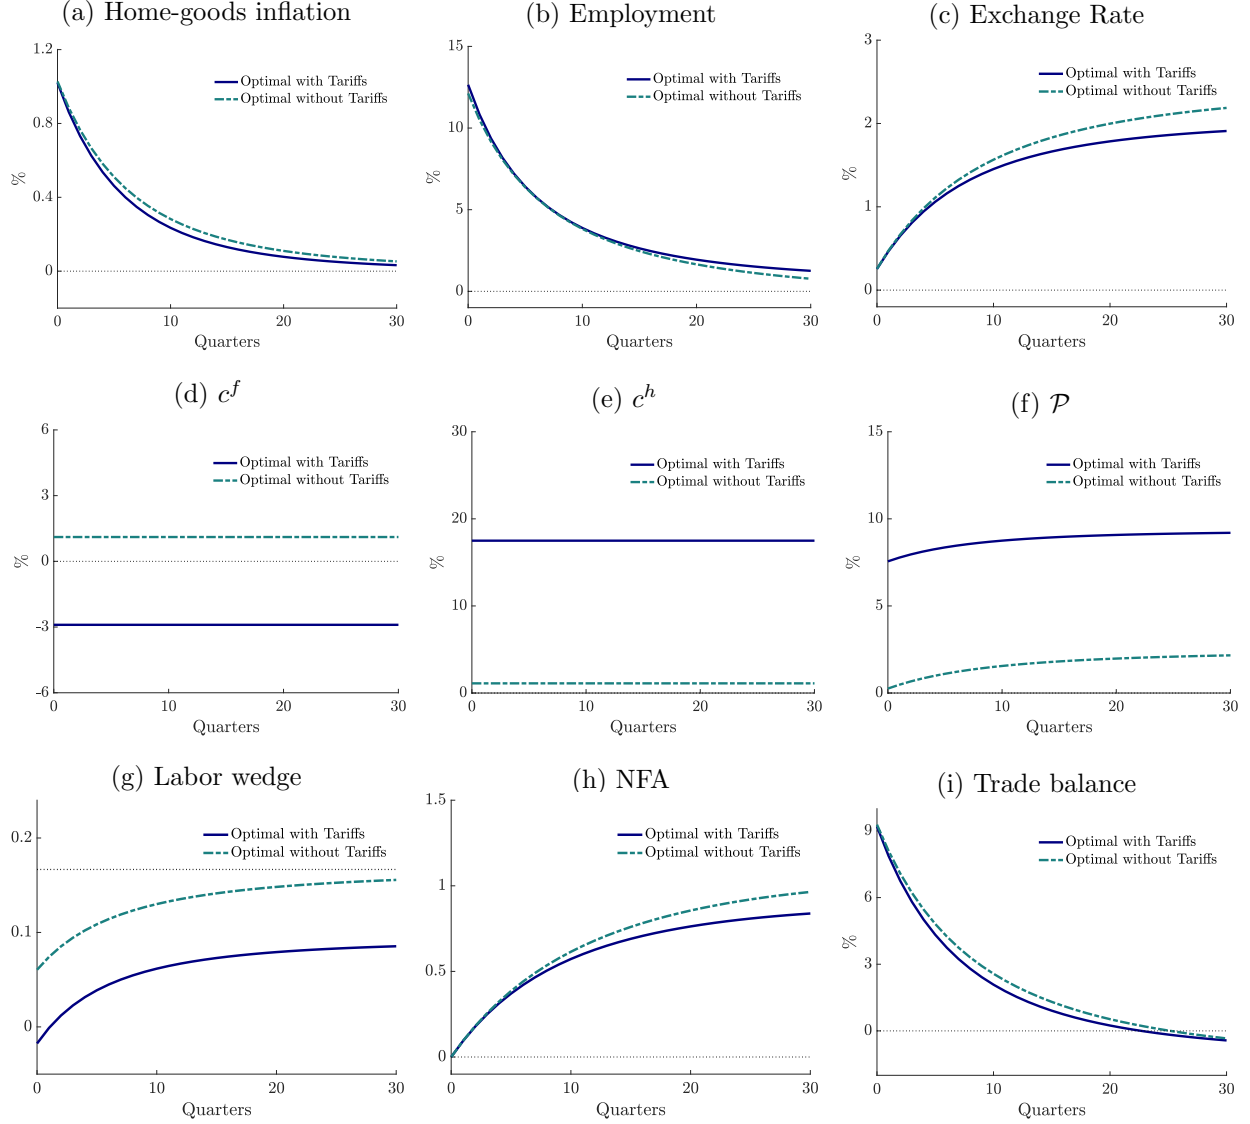 (a) Home-goods inflation
1.2
0.8
0.4
0
%
0
10
20
30
Quarters
Optimal with Tariffs
Optimal without Tariffs
(b) Employment
15
10
5
0
%
0
10
20
30
Quarters
Optimal with Tariffs
Optimal without Tariffs
(c) Exchange Rate
3
2
1
0
%
0
10
20
30
Quarters
Optimal with Tariffs
Optimal without Tariffs
(d) c^f
6
3
0
-3
-6
%
0
10
20
30
Quarters
Optimal with Tariffs
Optimal without Tariffs
(e) c^h
30
20
10
0
%
0
10
20
30
Quarters
Optimal with Tariffs
Optimal without Tariffs
(f) 𝒫
15
10
5
0
%
0
10
20
30
Quarters
Optimal with Tariffs
Optimal without Tariffs
(g) Labor wedge
0.2
0.1
0
0
10
20
30
Quarters
Optimal with Tariffs
Optimal without Tariffs
(h) NFA
1.5
1
0.5
0
0
10
20
30
Quarters
Optimal with Tariffs
Optimal without Tariffs
(i) Trade balance
9
6
3
0
%
0
10
20
30
Quarters
Optimal with Tariffs
Optimal without Tariffs